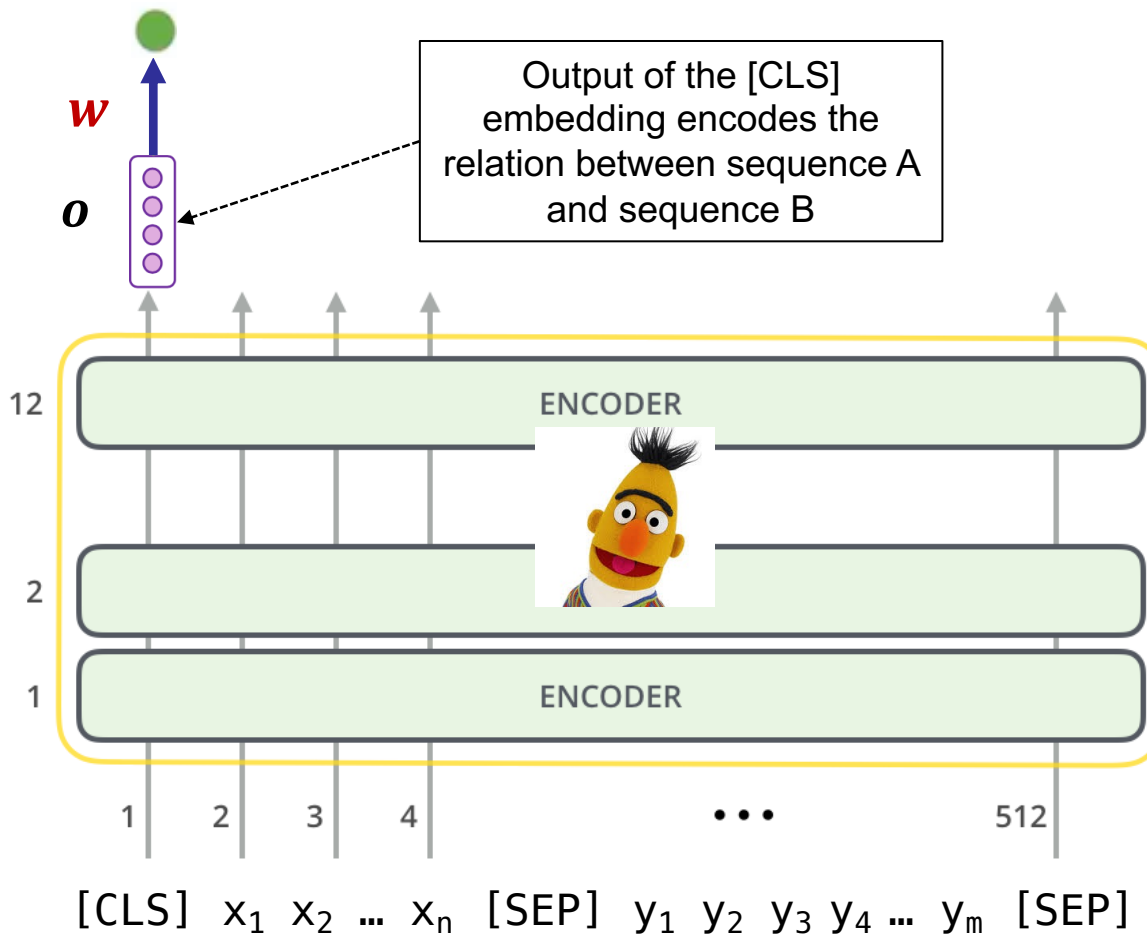 w
Output of the [CLS]
embedding encodes the
relation between sequence A
and sequence B
o
12
ENCODER
2
1
ENCODER
1 2 3 4 ••• 512
[CLS] x₁ x₂ … xₙ [SEP] y₁ y₂ y₃ y₄ … yₘ [SEP]